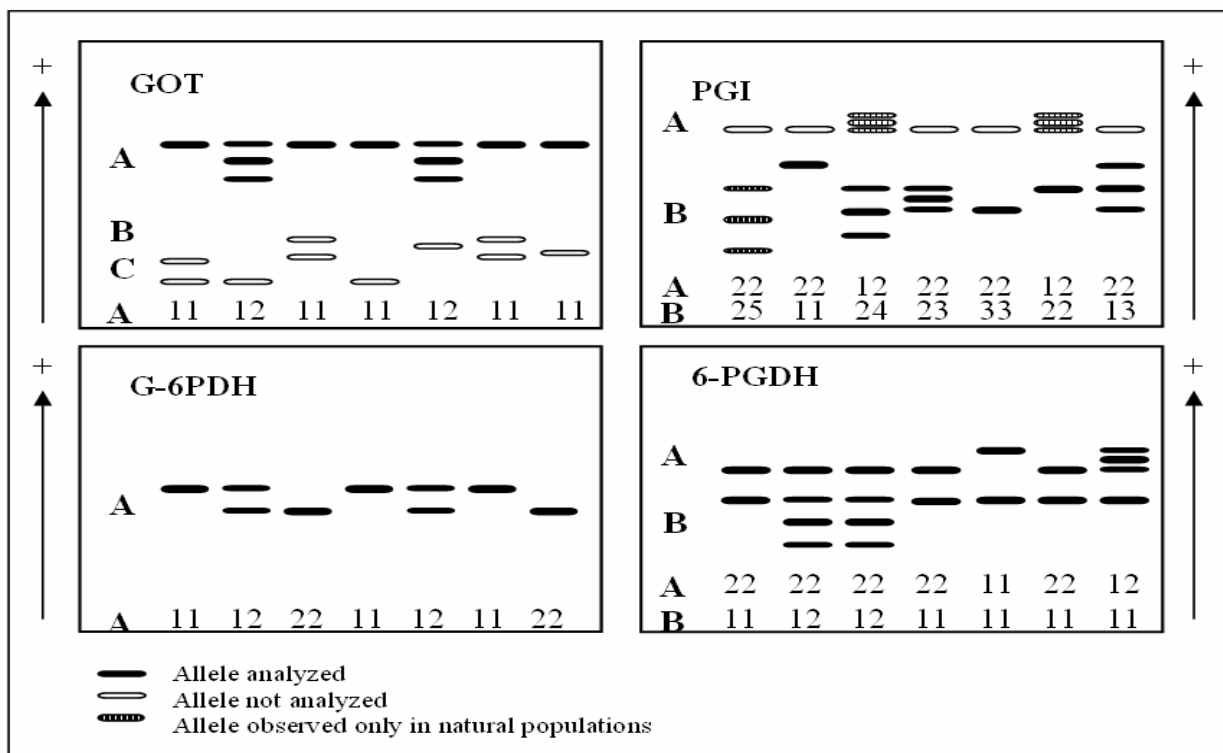 GOT
+
A
B
C
A 11 12 11 11 12 11 11
PGI
+
A
B
A 22 22 12 22 22 12 22
B 25 11 24 23 33 22 13
G-6PDH
+
A
A 11 12 22 11 12 11 22
6-PGDH
+
A
B
A 22 22 22 22 11 22 12
B 11 12 12 11 11 11 11
Allele analyzed
Allele not analyzed
Allele observed only in natural populations